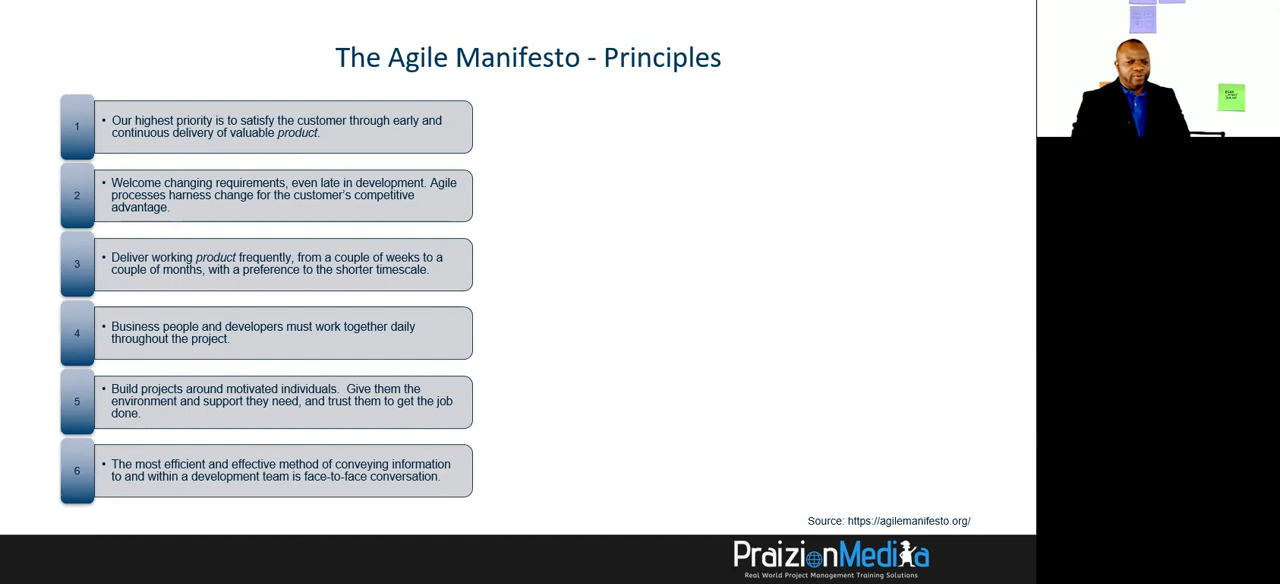 The Agile Manifesto - Principles
1
• Our highest priority is to satisfy the customer through early and
continuous delivery of valuable product.
2
• Welcome changing requirements, even late in development. Agile
processes harness change for the customer's competitive
advantage.
3
• Deliver working product frequently, from a couple of weeks to a
couple of months, with a preference to the shorter timescale.
4
• Business people and developers must work together daily
throughout the project.
5
• Build projects around motivated individuals.  Give them the
environment and support they need, and trust them to get the job
done.
6
• The most efficient and effective method of conveying information
to and within a development team is face-to-face conversation.
Source: https://agilemanifesto.org/
PraizionMedia
Real World Project Management Training Solutions